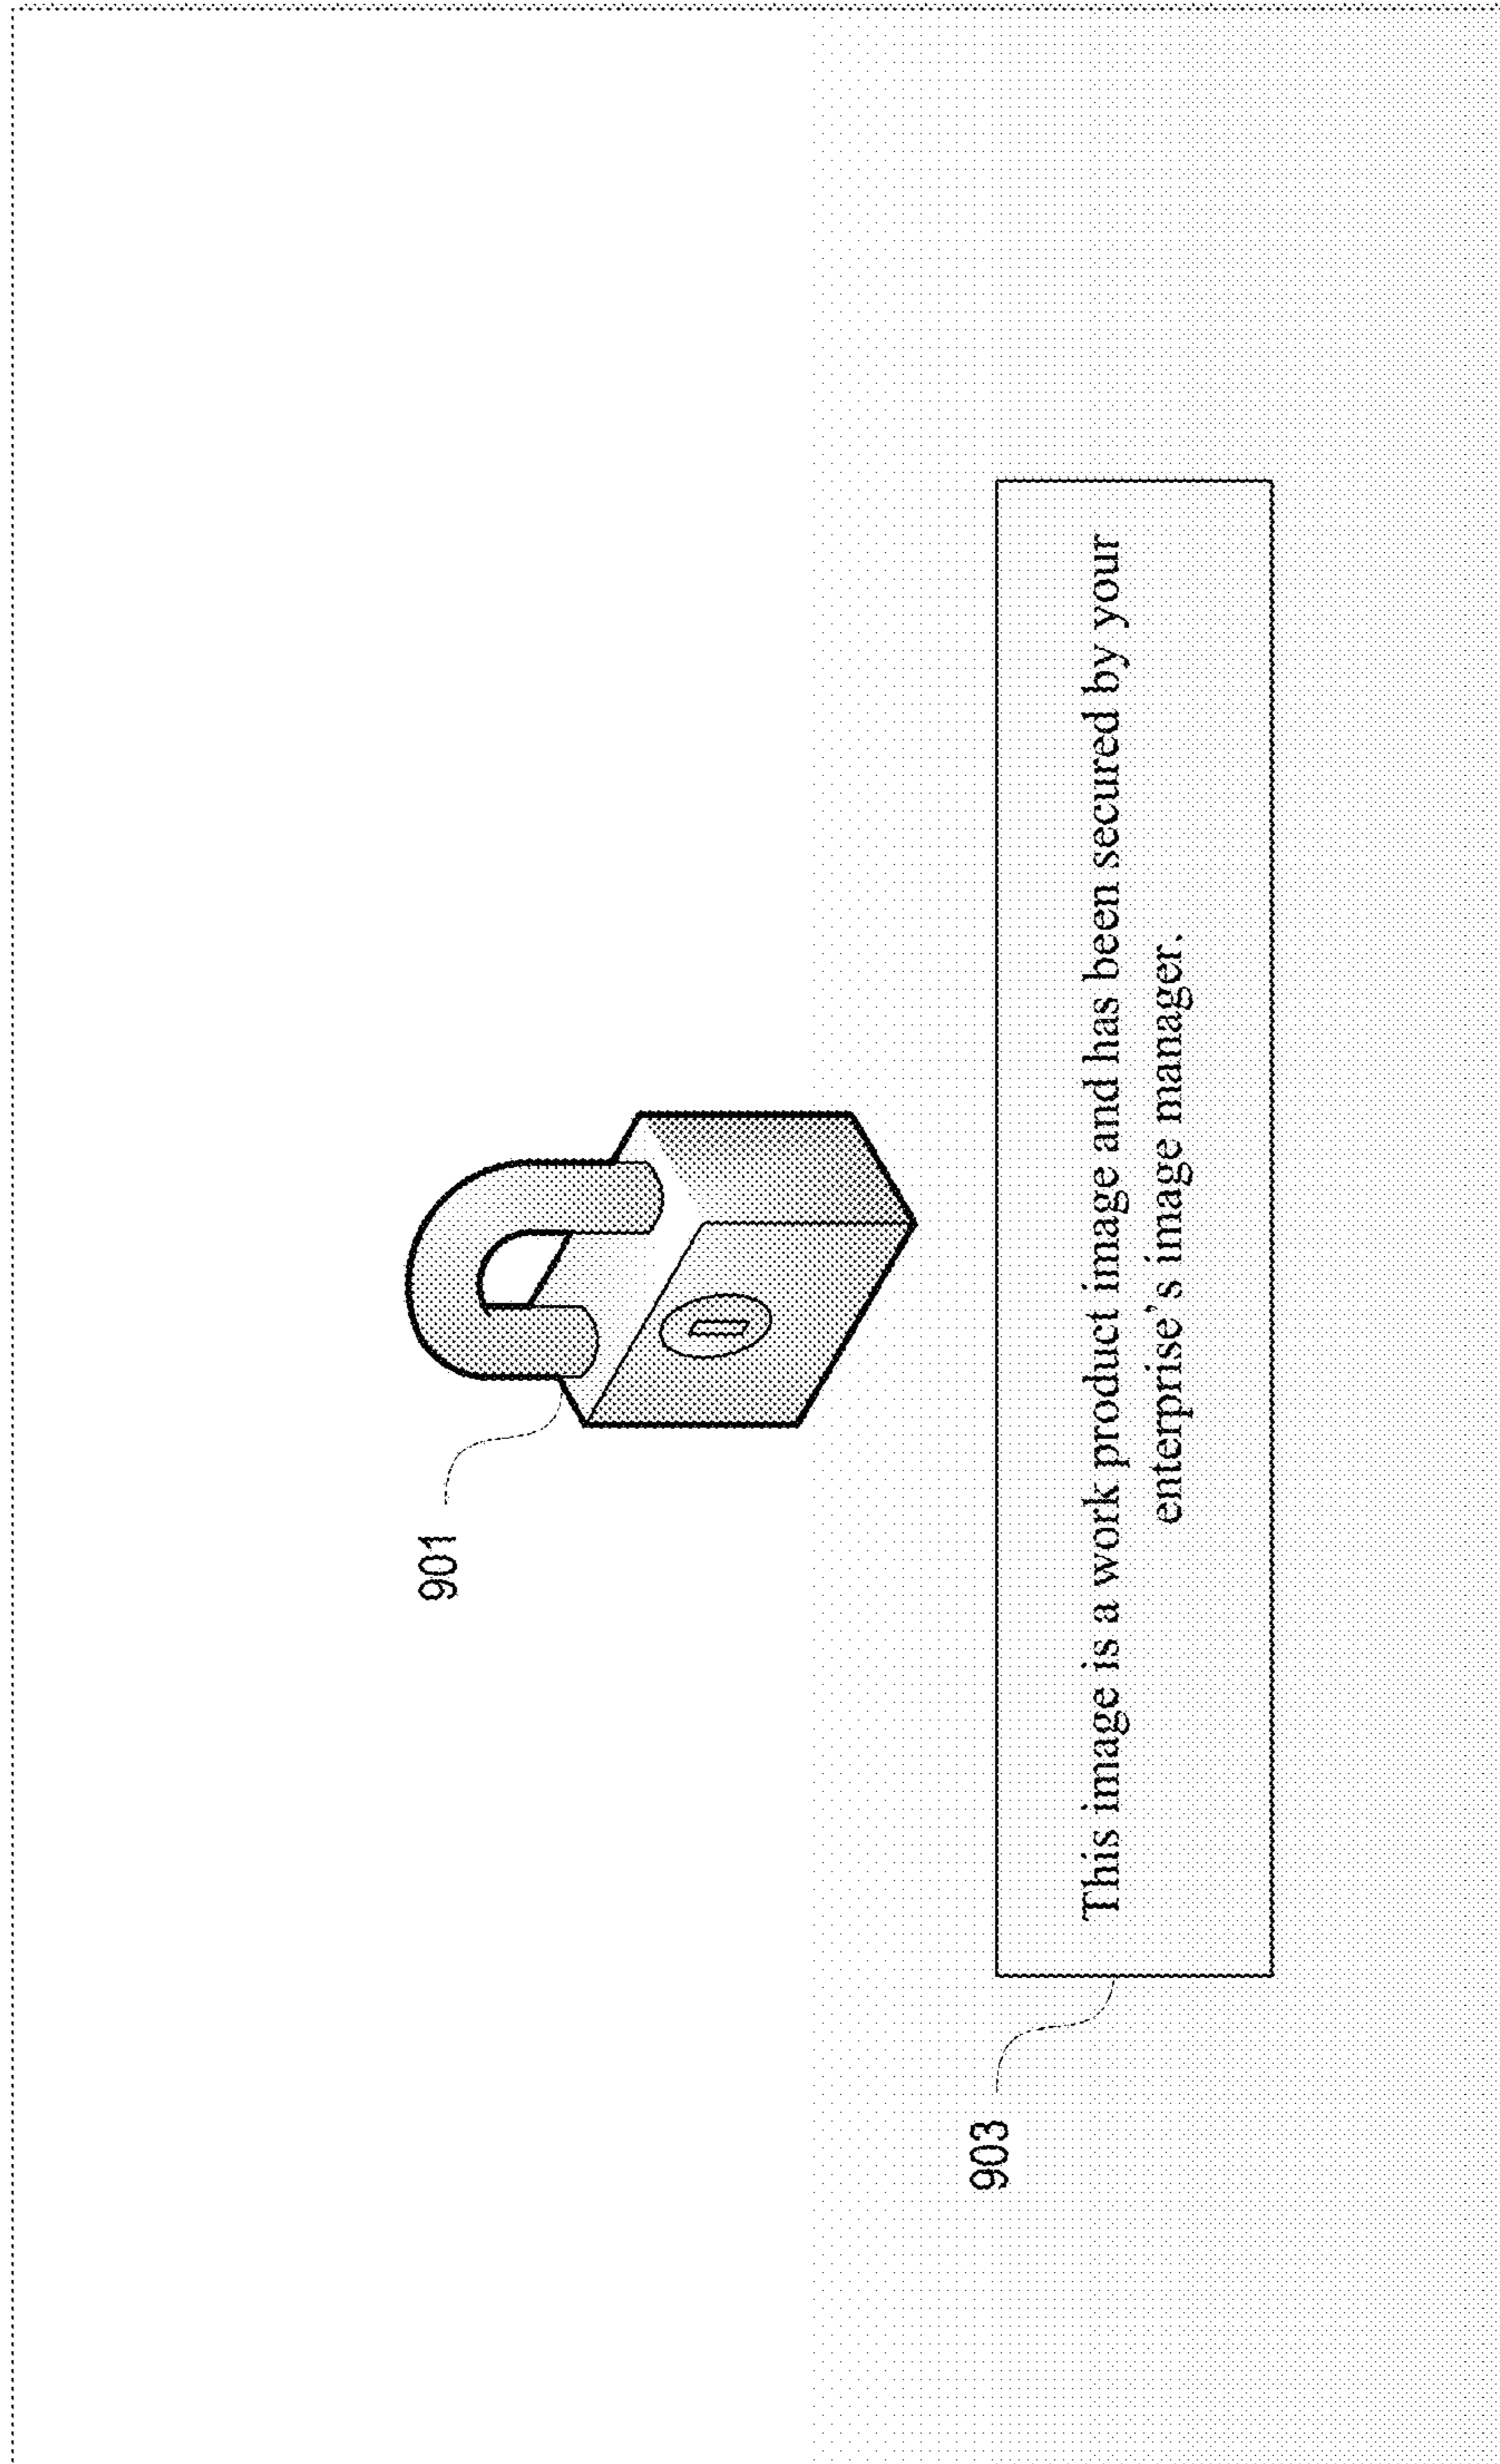 901
903
This image is a work product image and has been secured by your
enterprise's image manager.